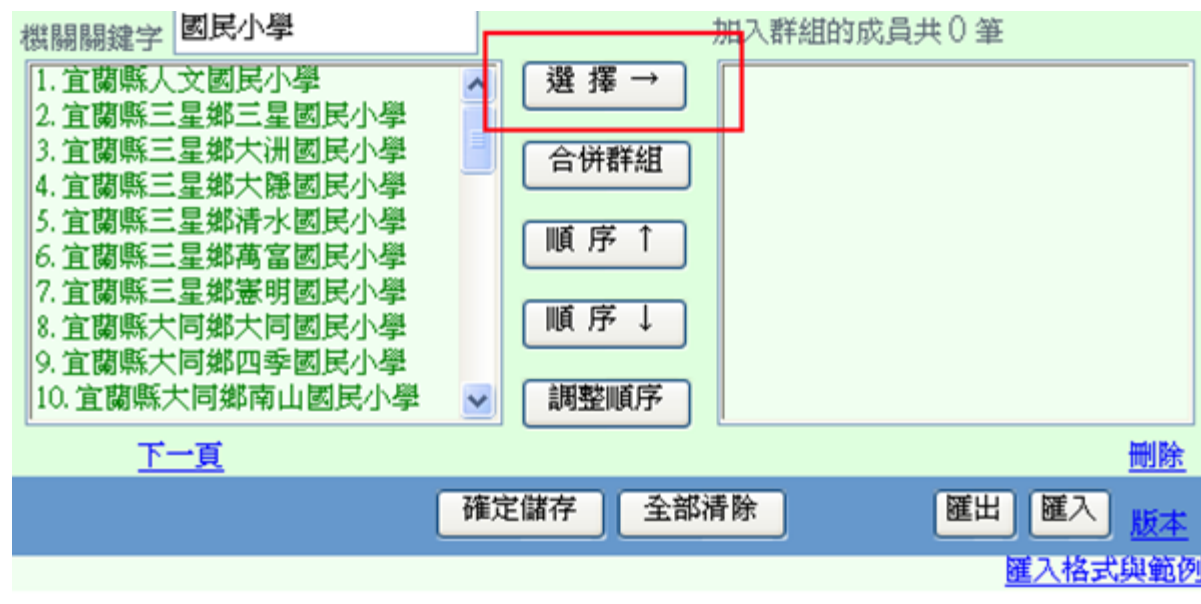 機關關鍵字 國民小學 加入群組的成員共0筆
1. 宜蘭縣人文國民小學
2. 宜蘭縣三星鄉三星國民小學
3. 宜蘭縣三星鄉大洲國民小學
4. 宜蘭縣三星鄉大隱國民小學
5. 宜蘭縣三星鄉清水國民小學
6. 宜蘭縣三星鄉萬富國民小學
7. 宜蘭縣三星鄉憲明國民小學
8. 宜蘭縣大同鄉大同國民小學
9. 宜蘭縣大同鄉四季國民小學
10. 宜蘭縣大同鄉南山國民小學
選 擇 →
合併群組
順 序 ↑
順 序 ↓
調整順序
下一頁 刪除
確定儲存 全部清除 匯出 匯入 版本
匯入格式與範例